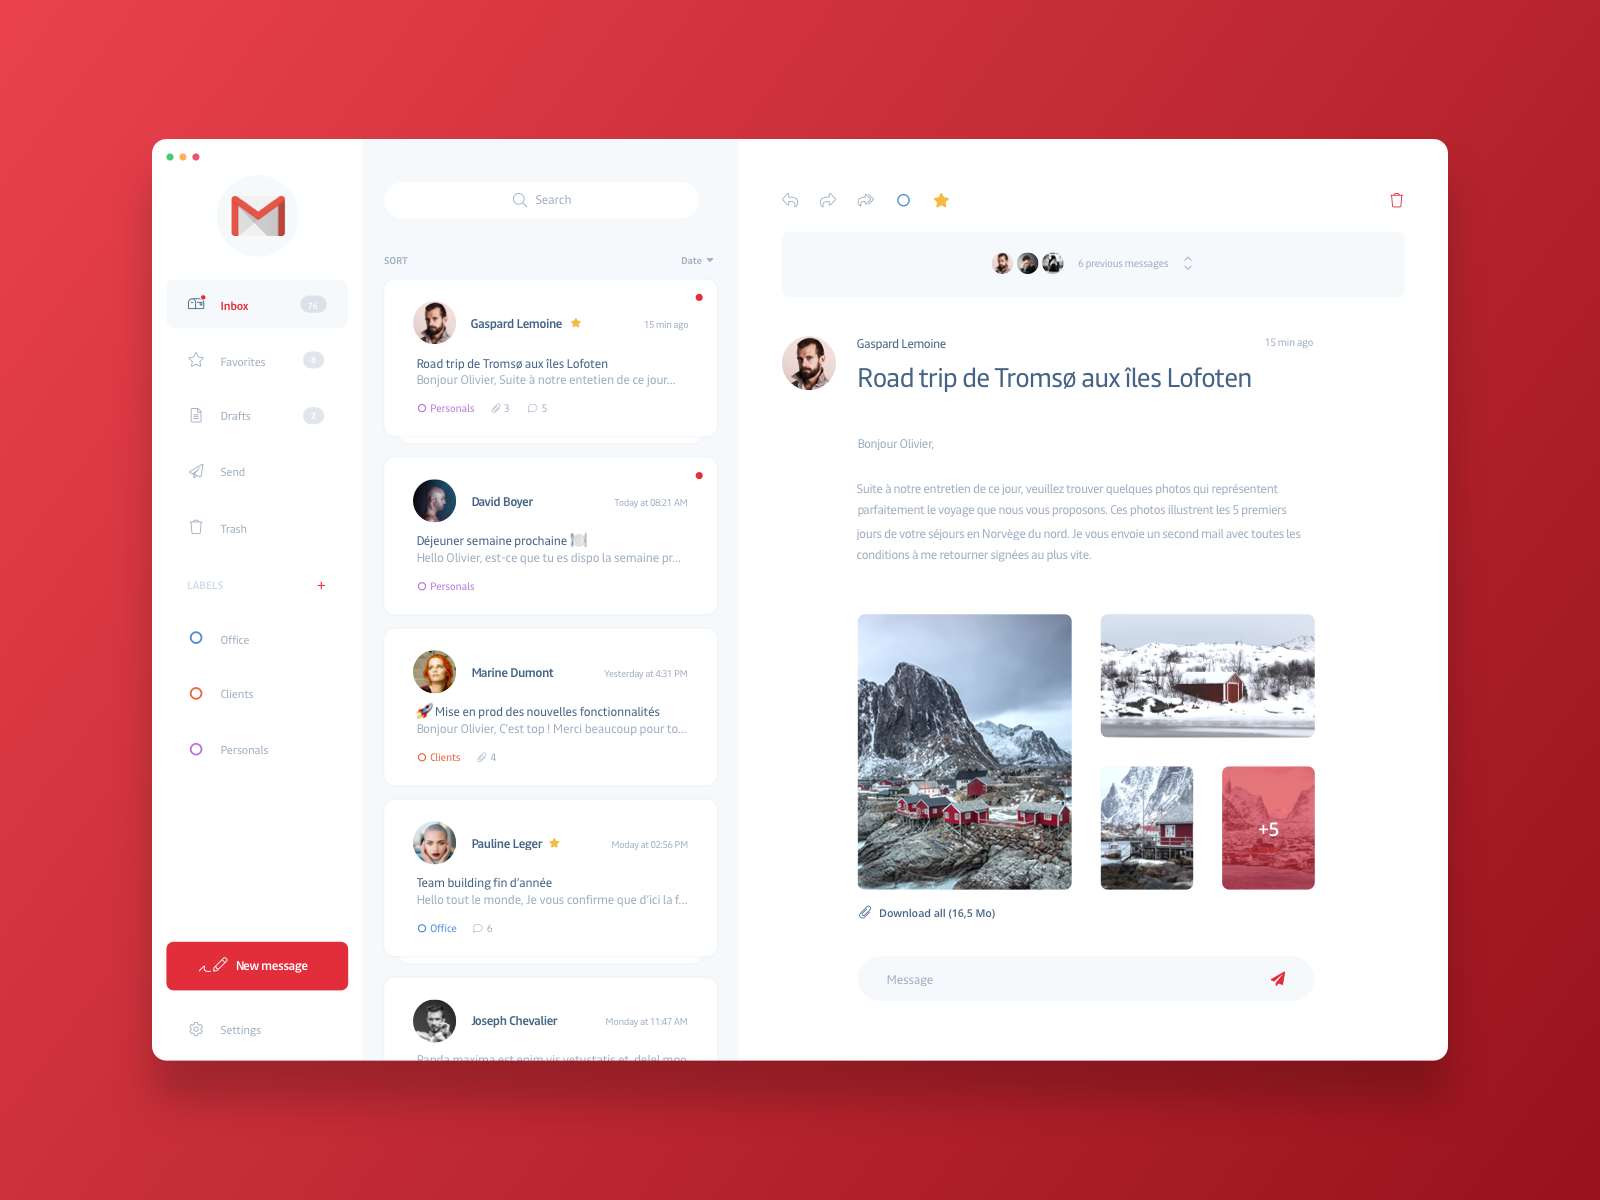 Inbox
76
Favorites
8
Drafts
2
Send
Trash
LABELS
+
Office
Clients
Personals
New message
Settings
Search
SORT
Date
Gaspard Lemoine
15 min ago
Road trip de Tromsø aux îles Lofoten
Bonjour Olivier, Suite à notre entetien de ce jour...
Personals
3
5
David Boyer
Today at 08:21 AM
Déjeuner semaine prochaine
Hello Olivier, est-ce que tu es dispo la semaine pr...
Personals
Marine Dumont
Yesterday at 4:31 PM
Mise en prod des nouvelles fonctionnalités
Bonjour Olivier, C'est top ! Merci beaucoup pour to...
Clients
4
Pauline Leger
Moday at 02:56 PM
Team building fin d'année
Hello tout le monde, Je vous confirme que d'ici la f...
Office
6
Joseph Chevalier
Monday at 11:47 AM
Panda maxima est enim vis vetustatis et
6 previous messages
Gaspard Lemoine
15 min ago
Road trip de Tromsø aux îles Lofoten
Bonjour Olivier,
Suite à notre entretien de ce jour, veuillez trouver quelques photos qui représentent
parfaitement le voyage que nous vous proposons. Ces photos illustrent les 5 premiers
jours de votre séjours en Norvège du nord. Je vous envoie un second mail avec toutes les
conditions à me retourner signées au plus vite.
+5
Download all (16,5 Mo)
Message